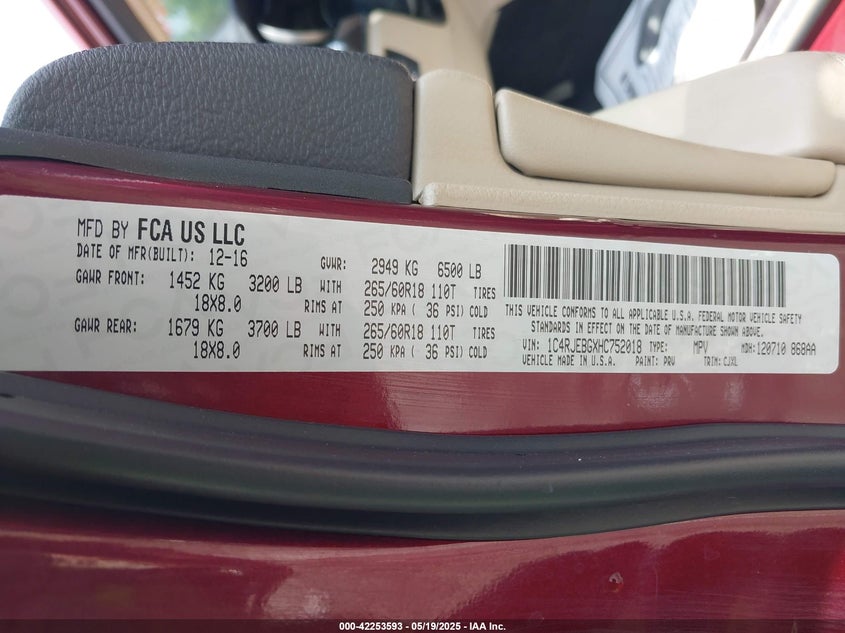 MFD BY FCA US LLC
DATE OF MFR(BUILT): 12-16 GVWR: 2949 KG 6500 LB
GAWR FRONT: 1452 KG 3200 LB WITH 265/60R18 110T TIRES
18X8.0 RIMS AT 250 KPA ( 36 PSI) COLD
GAWR REAR: 1679 KG 3700 LB WITH 265/60R18 110T TIRES
18X8.0 RIMS AT 250 KPA ( 36 PSI) COLD
THIS VEHICLE CONFORMS TO ALL APPLICABLE U.S.A. FEDERAL MOTOR VEHICLE SAFETY
STANDARDS IN EFFECT ON THE DATE OF MANUFACTURE SHOWN ABOVE.
VIN: 1C4RJEBGXHC752018 TYPE: MPV MDH: 120710 868AA
VEHICLE MADE IN U.S.A. PAINT: PRV TRIM: CJXL
000-42253593 / 05/19/2025 - IAA Inc.